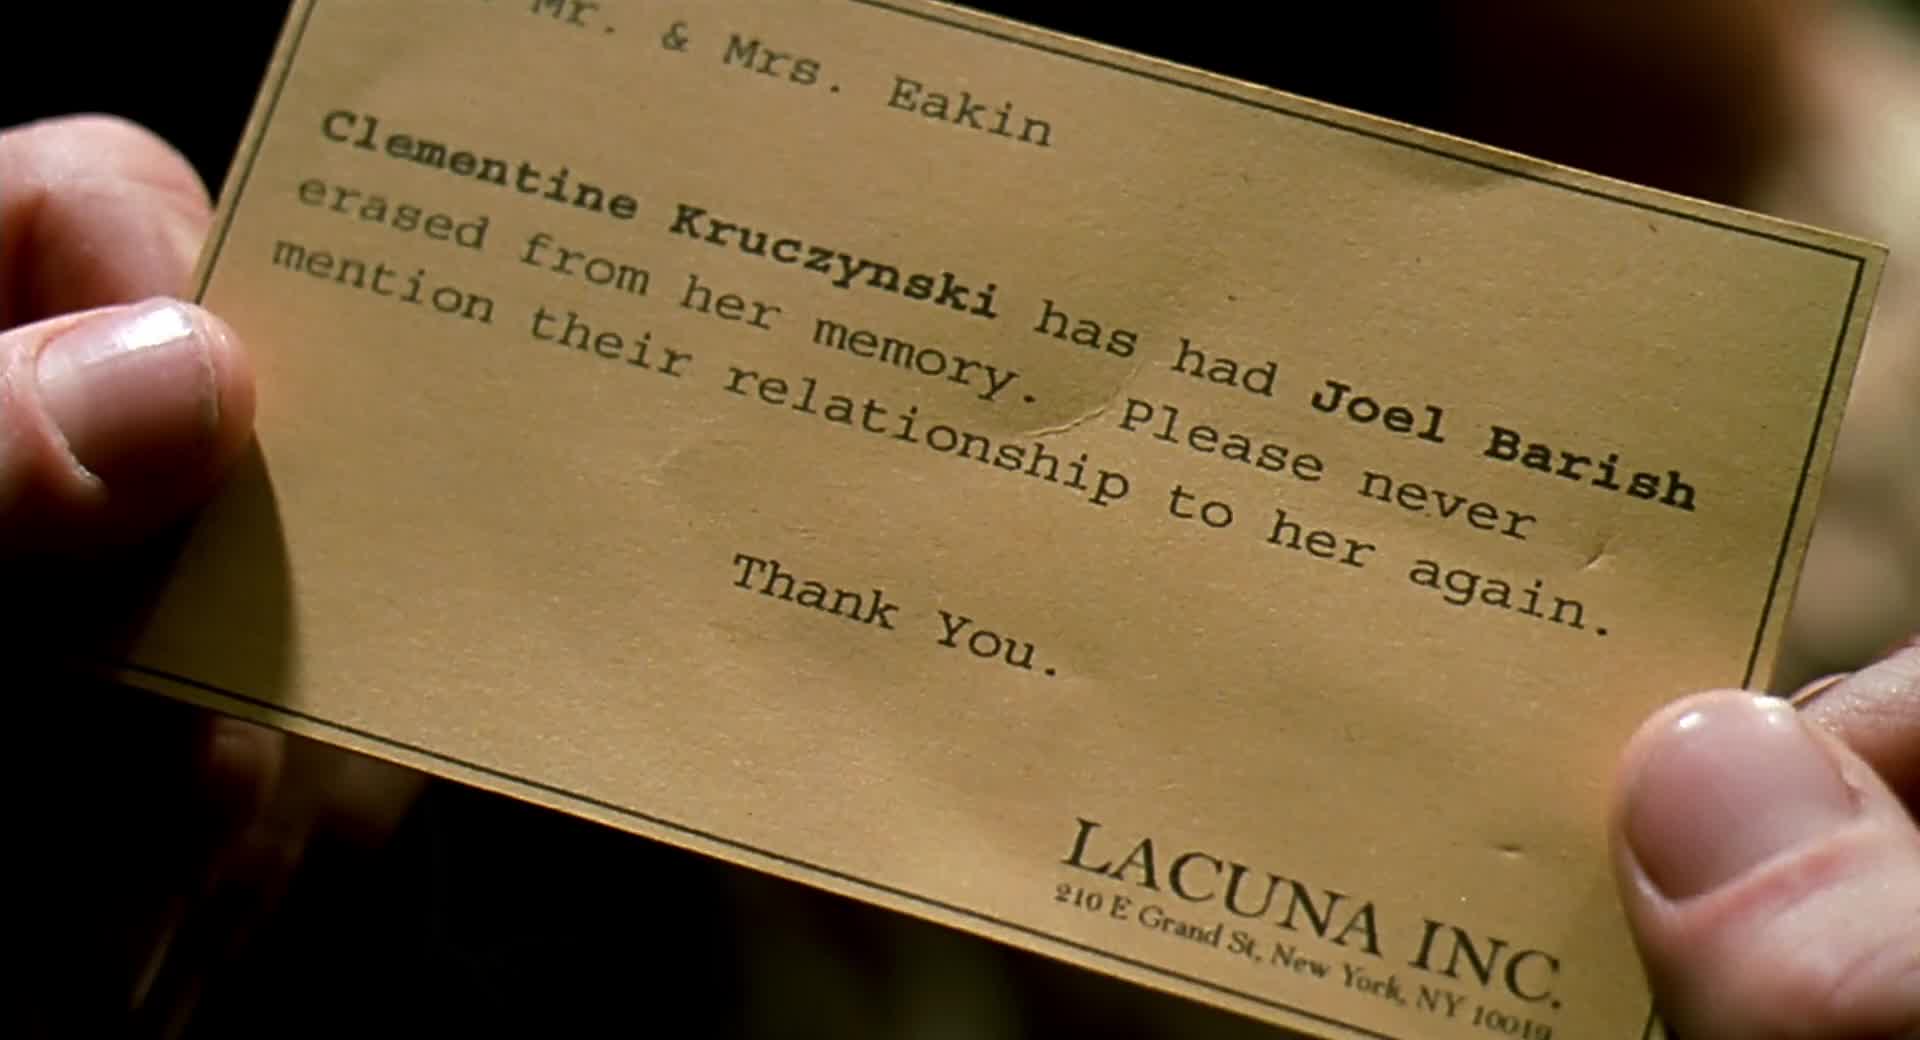 Mr. & Mrs. Eakin
Clementine Kruczynski has had Joel Barish
erased from her memory. Please never
mention their relationship to her again.
Thank You.
LACUNA INC.
210 E Grand St, New York, NY 10019